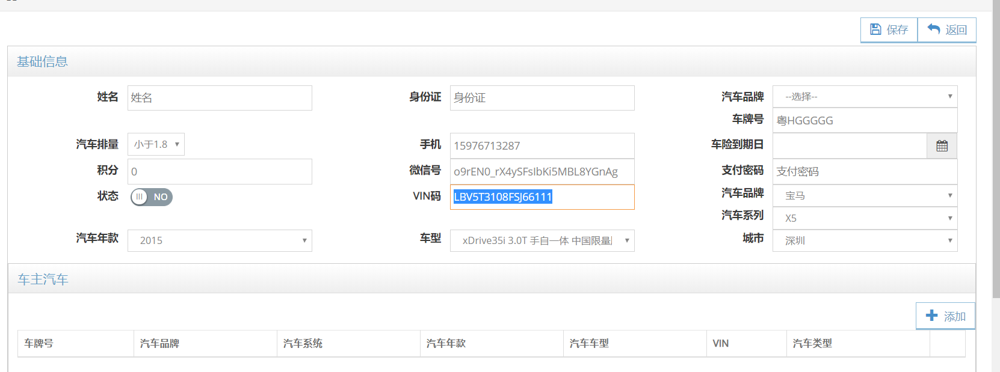 保存 返回
基础信息
姓名 姓名 身份证 身份证 汽车品牌 --选择--
车牌号 粤HGGGGG
汽车排量 小于1.8 手机 15976713287 车险到期日
积分 0 微信号 o9rEN0_rX4ySFsIbKi5MBL8YGnAg 支付密码 支付密码
状态 NO VIN码 LBV5T3108FSJ66111 汽车品牌 宝马
汽车系列 X5
汽车年款 2015 车型 xDrive35i 3.0T 手自一体 中国限量 城市 深圳
车主汽车
添加
车牌号 汽车品牌 汽车系统 汽车年款 汽车车型 VIN 汽车类型